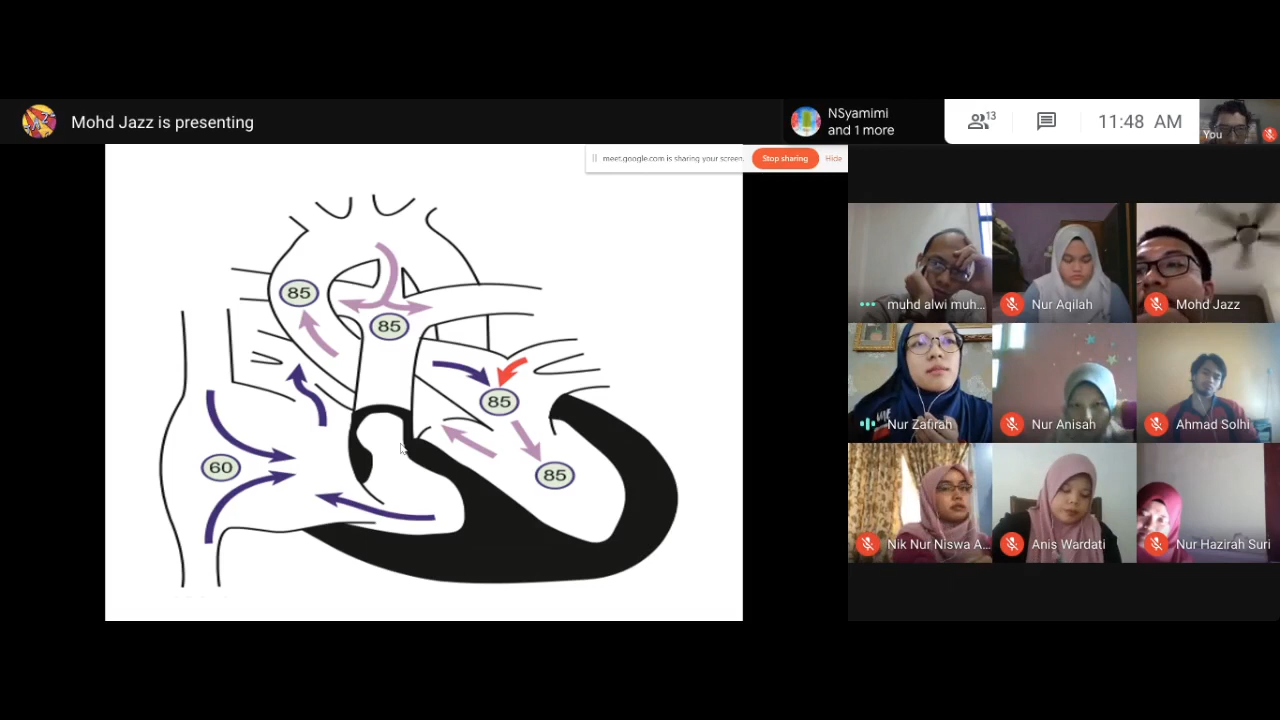 Mohd Jazz is presenting
NSyamimi
and 1 more
13
11:48 AM
You
meet.google.com is sharing your screen.
Stop sharing
Hide
85
85
85
60
85
muhd alwi muh...
Nur Aqilah
Mohd Jazz
Nur Zafirah
Nur Anisah
Ahmad Solhi
Nik Nur Niswa A...
Anis Wardati
Nur Hazirah Suri